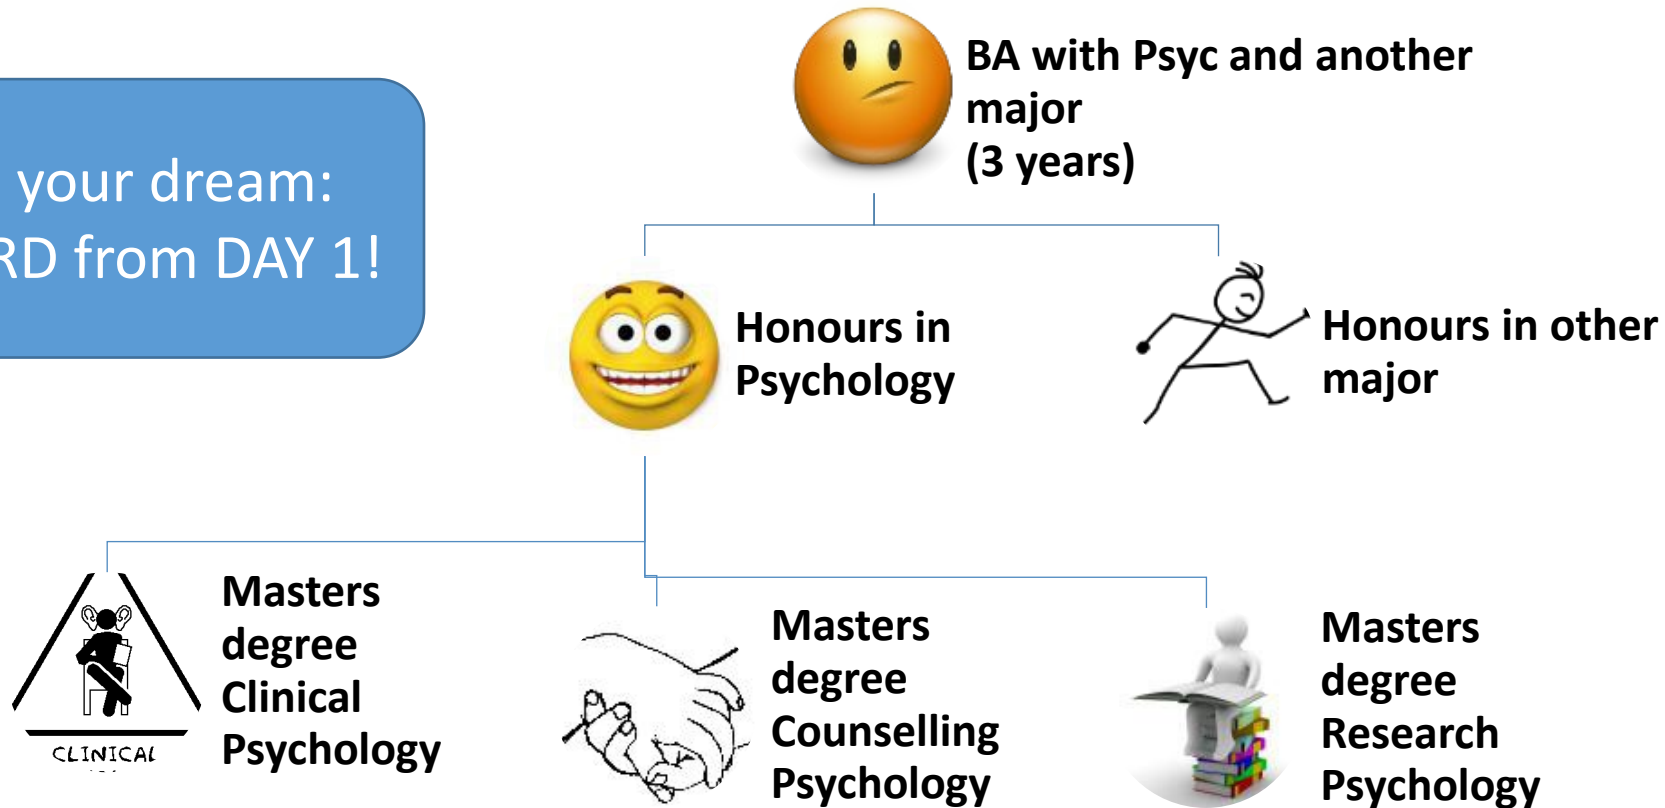 BA with Psyc and another
major
(3 years)
your dream:
RD from DAY 1!
Honours in
Psychology
Honours in other
major
Masters
degree
Clinical
Psychology
CLINICAL
Masters
degree
Counselling
Psychology
Masters
degree
Research
Psychology